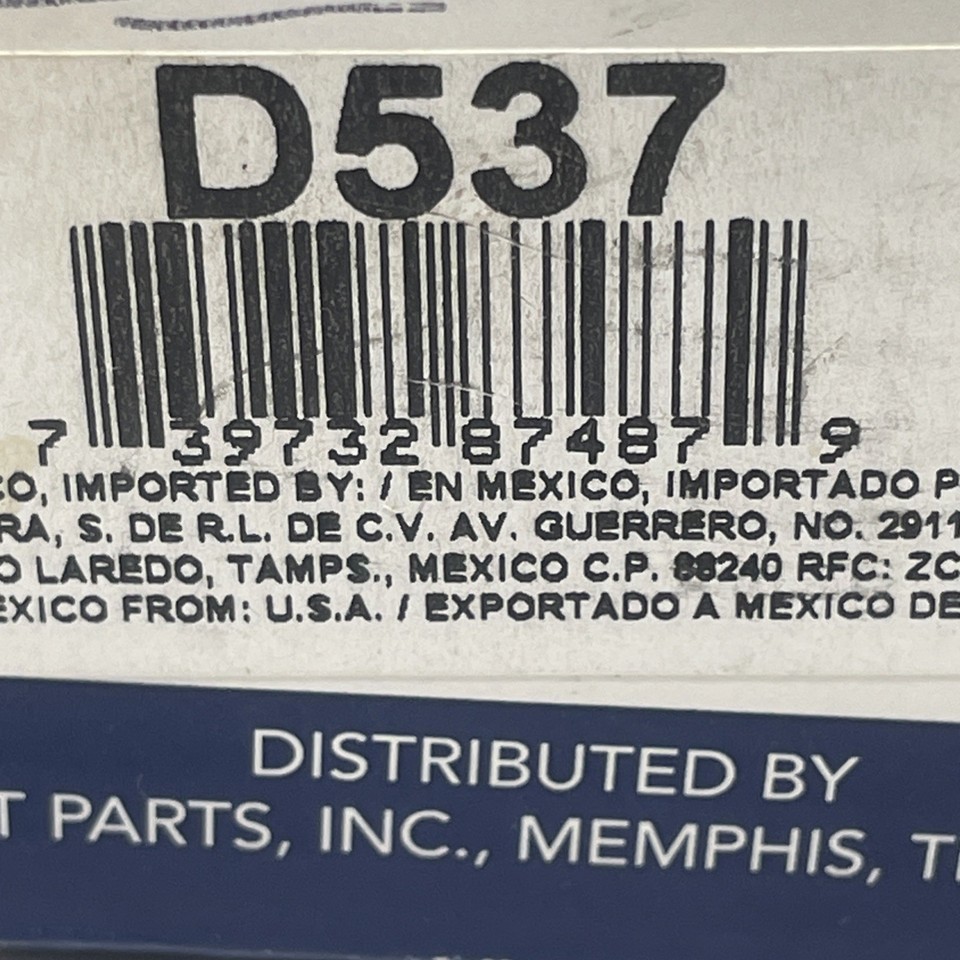 D537
7 39732 87487 9
CO, IMPORTED BY: / EN MEXICO, IMPORTADO P
RA, S. DE R.L. DE C.V. AV. GUERRERO, NO. 2911
O LAREDO, TAMPS., MEXICO C.P. 88240 RFC: ZC
EXICO FROM: U.S.A. / EXPORTADO A MEXICO DE
DISTRIBUTED BY
T PARTS, INC., MEMPHIS, T